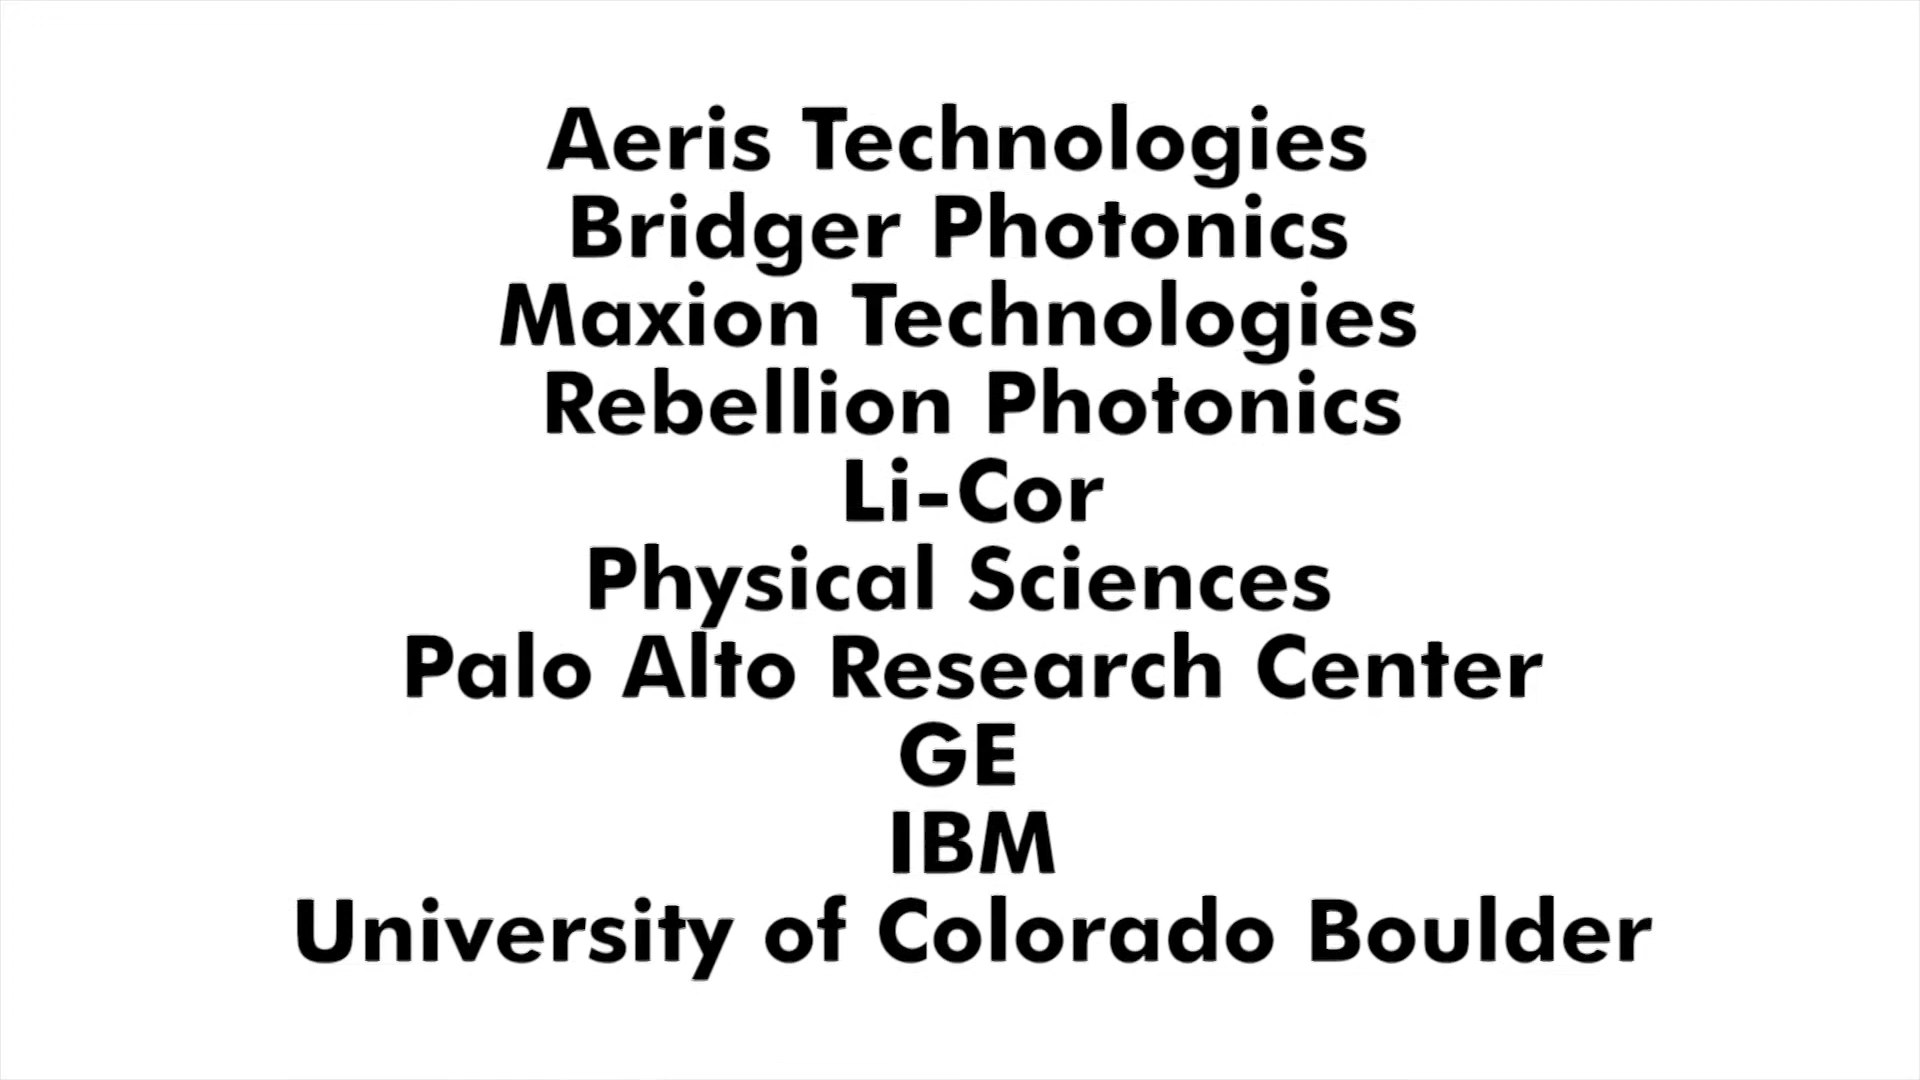 Aeris Technologies
Bridger Photonics
Maxion Technologies
Rebellion Photonics
Li-Cor
Physical Sciences
Palo Alto Research Center
GE
IBM
University of Colorado Boulder